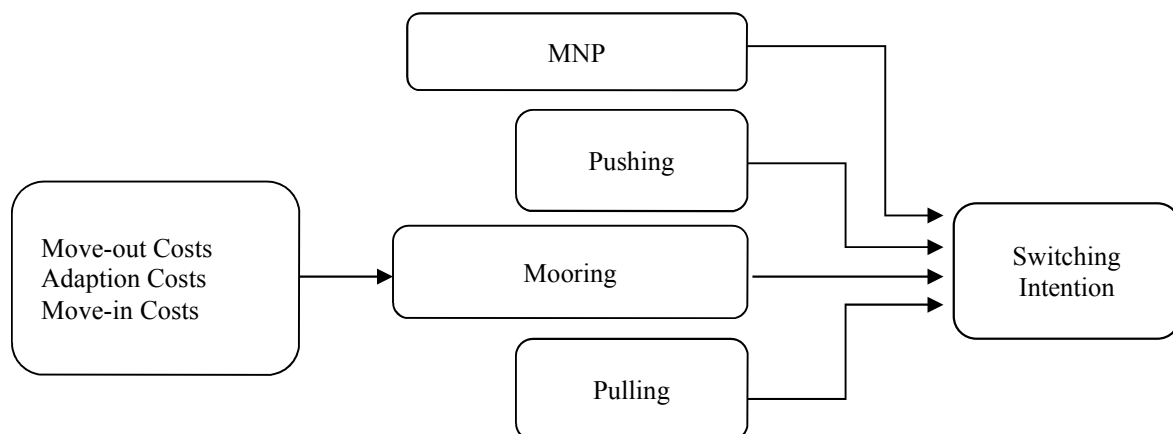 MNP
Pushing
Move-out Costs
Adaption Costs
Move-in Costs
Mooring
Switching
Intention
Pulling